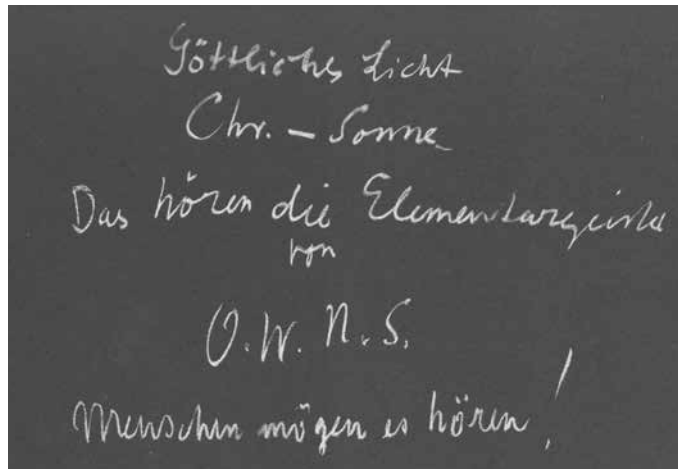 Göttliches Licht
Chr. – Sonne
Das hören die Elementargeister
von
O. W. N. S.
Menschen mögen es hören!